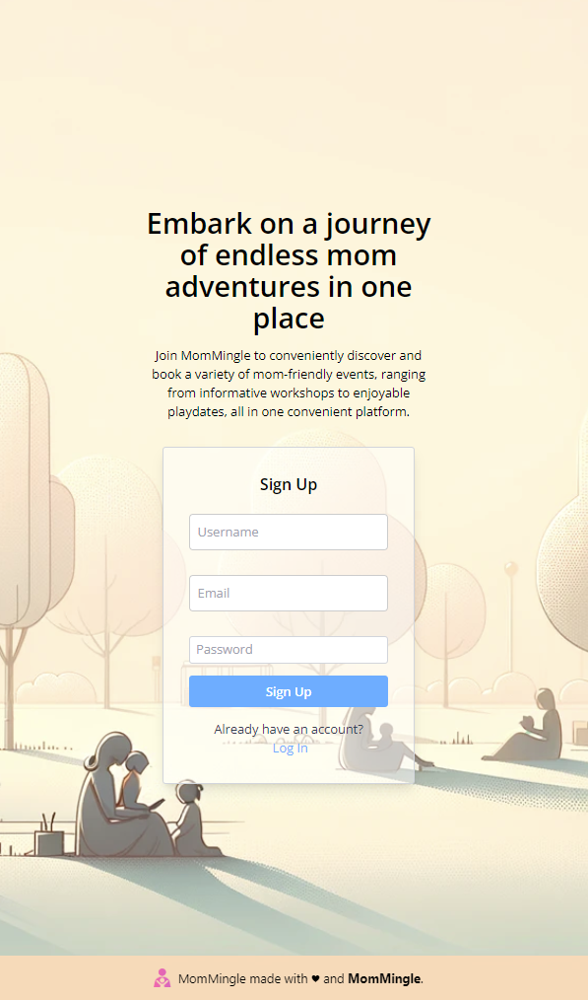 Embark on a journey
of endless mom
adventures in one
place
Join MomMingle to conveniently discover and
book a variety of mom-friendly events, ranging
from informative workshops to enjoyable
playdates, all in one convenient platform.
Sign Up
Username
Email
Password
Sign Up
Already have an account?
Log In
MomMingle made with ♥ and MomMingle.